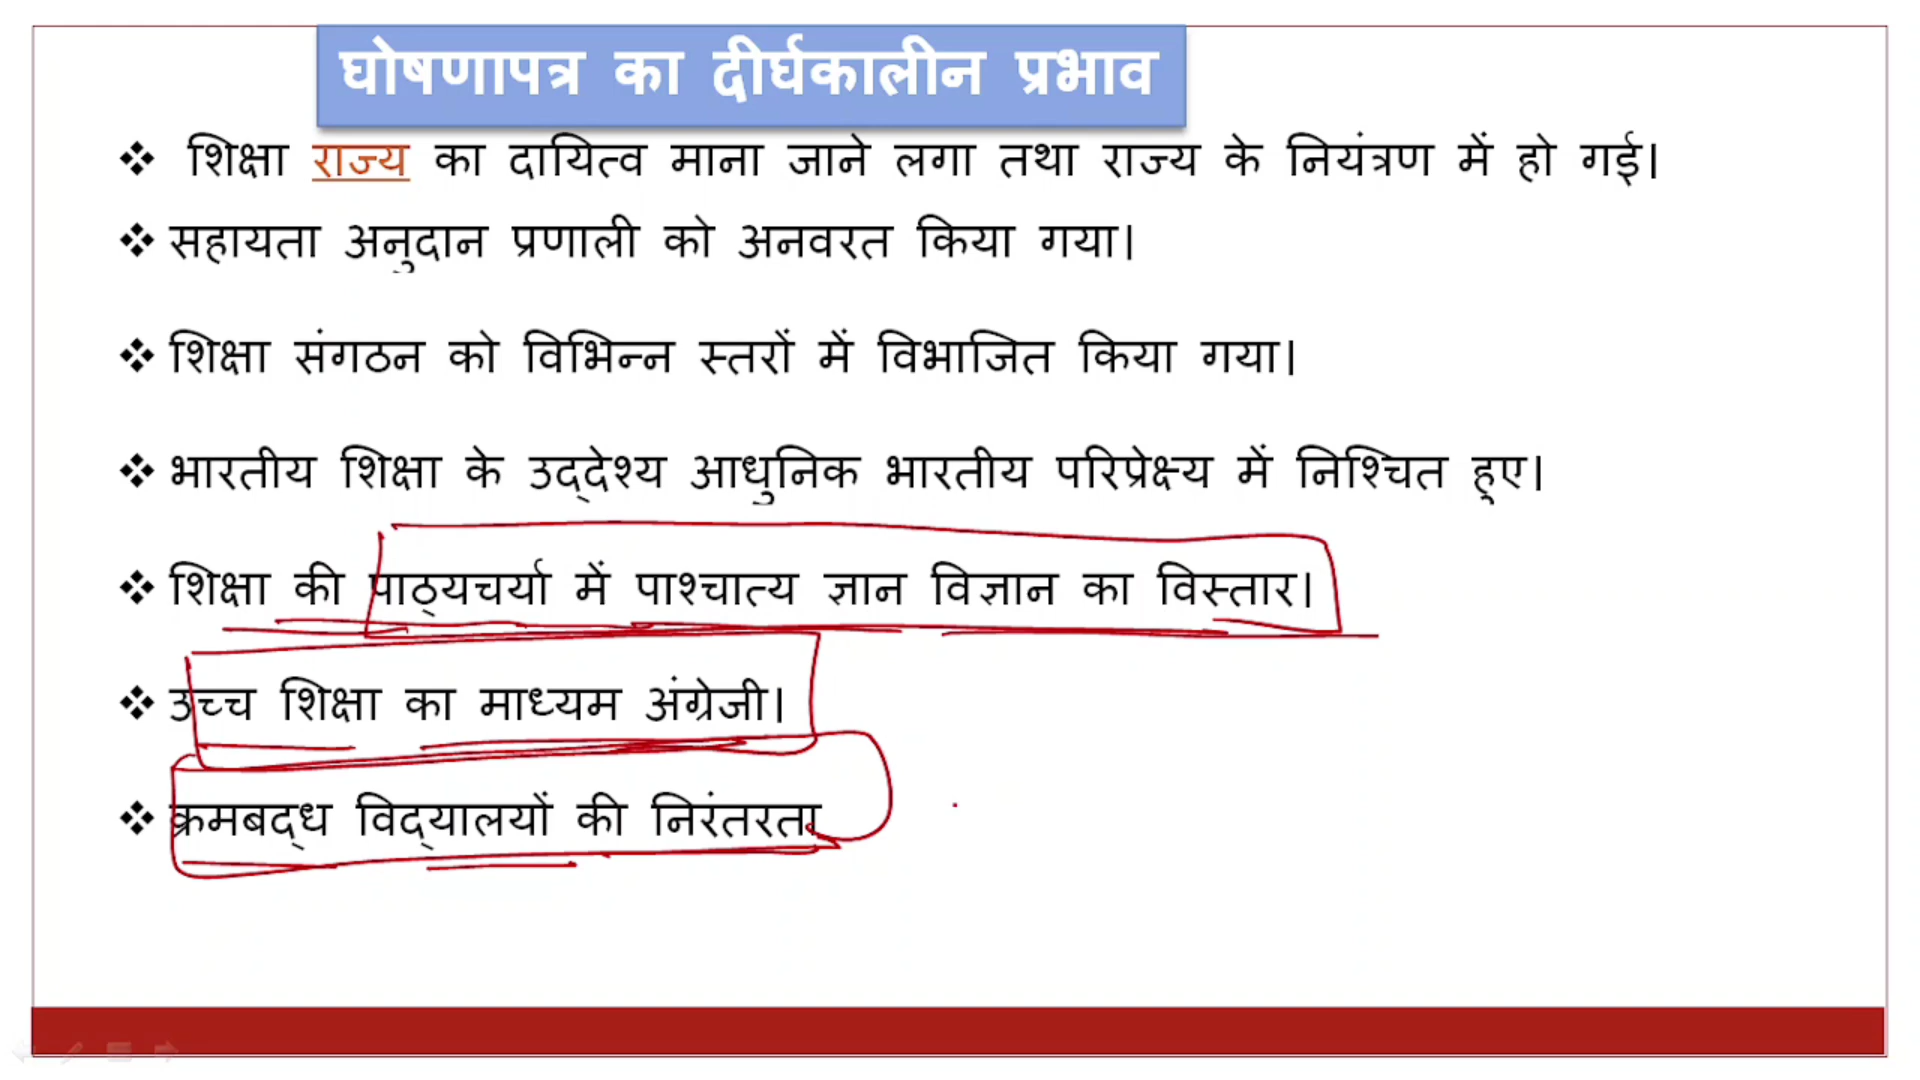 घोषणापत्र का दीर्घकालीन प्रभाव
❖ शिक्षा राज्य का दायित्व माना जाने लगा तथा राज्य के नियंत्रण में हो गई।
❖ सहायता अनुदान प्रणाली को अनवरत किया गया।
❖ शिक्षा संगठन को विभिन्न स्तरों में विभाजित किया गया।
❖ भारतीय शिक्षा के उद्देश्य आधुनिक भारतीय परिप्रेक्ष्य में निश्चित हुए।
❖ शिक्षा की पाठ्यचर्या में पाश्चात्य ज्ञान विज्ञान का विस्तार।
❖ उच्च शिक्षा का माध्यम अंग्रेजी।
❖ क्रमबद्ध विद्यालयों की निरंतरता